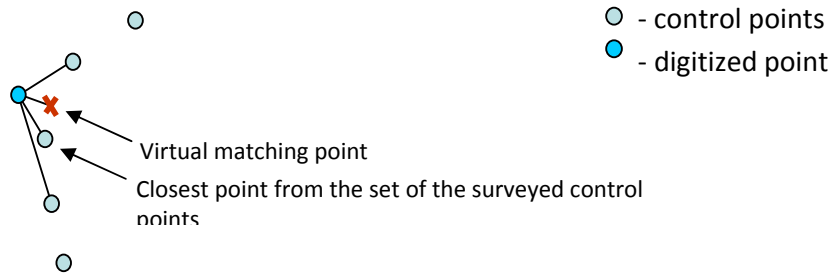 - control points
- digitized point
Virtual matching point
Closest point from the set of the surveyed control
points